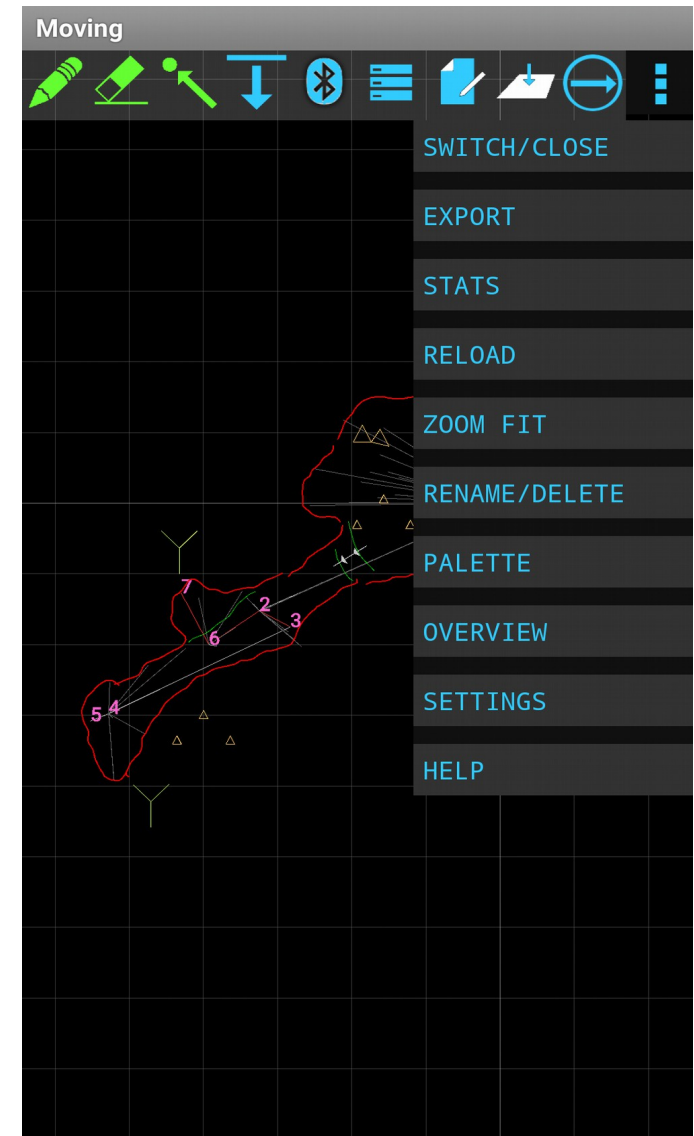 Moving
SWITCH/CLOSE
EXPORT
STATS
RELOAD
ZOOM FIT
RENAME/DELETE
PALETTE
OVERVIEW
SETTINGS
HELP
7
2
3
6
5 4